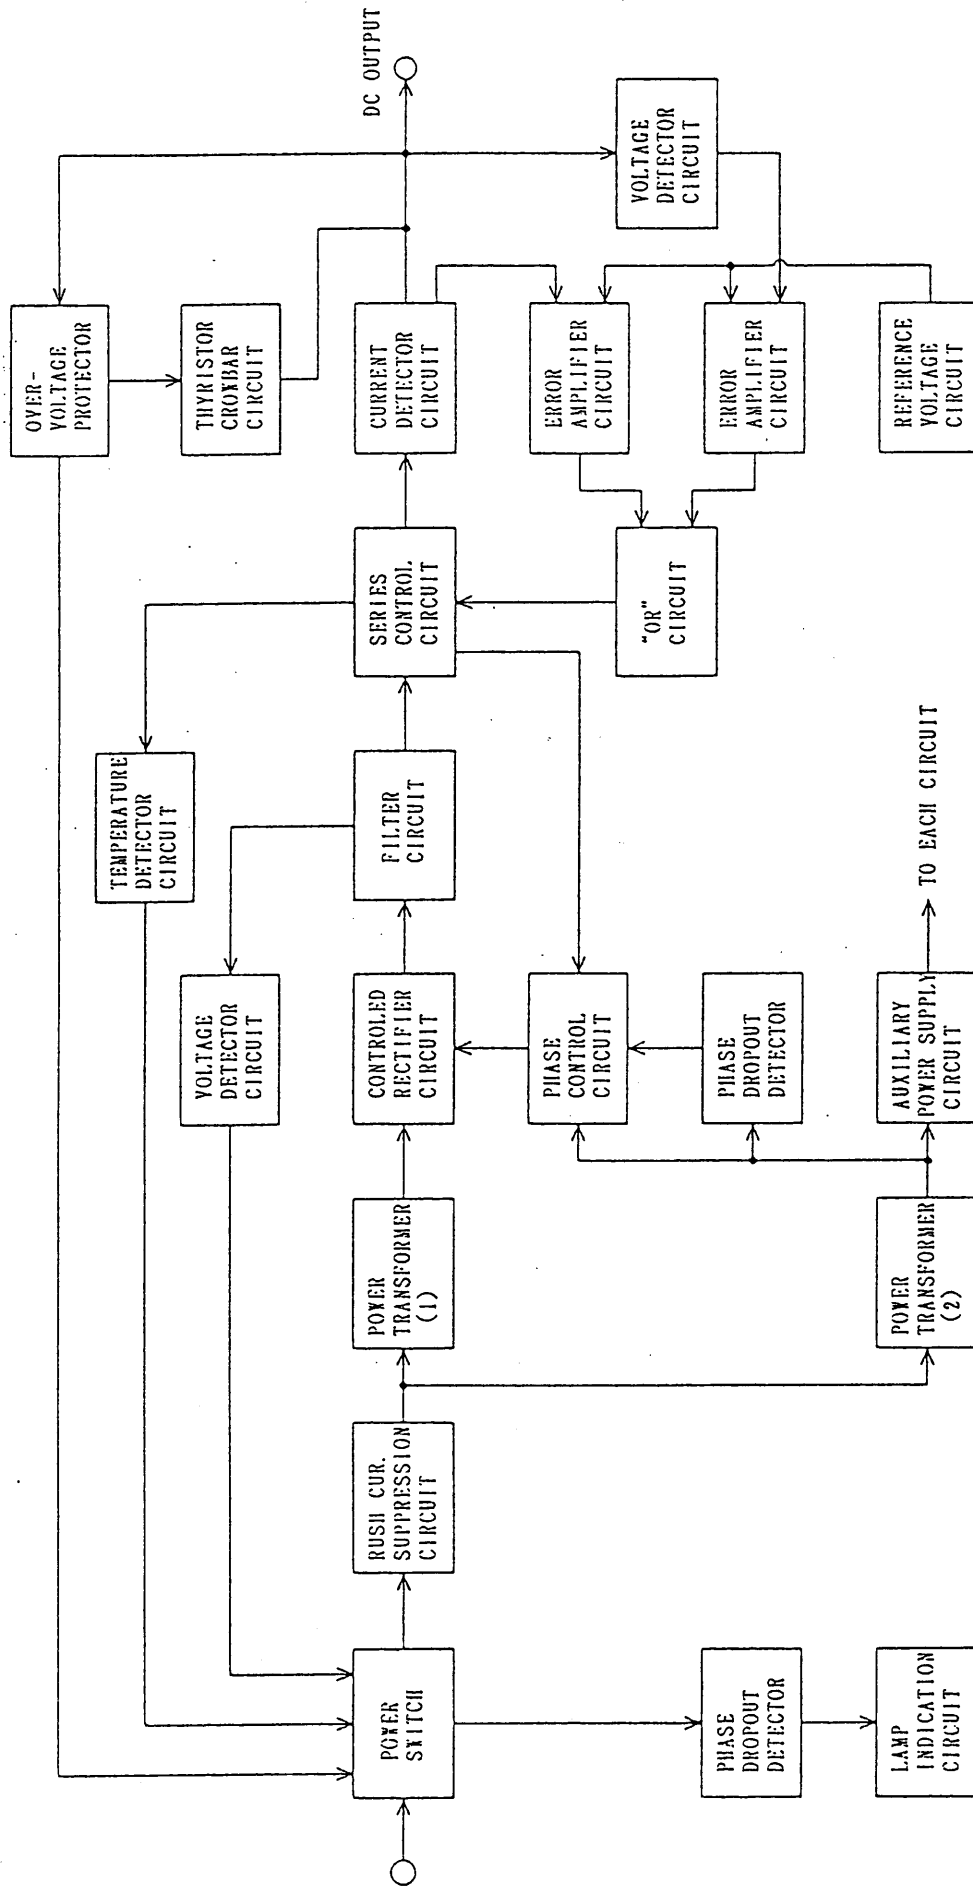 OVER-
VOLTAGE
PROTECTOR
THYRISTOR
CROWBAR
CIRCUIT
TEMPERATURE
DETECTOR
CIRCUIT
VOLTAGE
DETECTOR
CIRCUIT
POWER
SWITCH
RUSH CUR.
SUPPRESSION
CIRCUIT
POWER
TRANSFORMER
(1)
CONTROLED
RECTIFIER
CIRCUIT
FILTER
CIRCUIT
SERIES
CONTROL
CIRCUIT
CURRENT
DETECTOR
CIRCUIT
DC OUTPUT
PHASE
CONTROL
CIRCUIT
ERROR
AMPLIFIER
CIRCUIT
"OR"
CIRCUIT
VOLTAGE
DETECTOR
CIRCUIT
PHASE
DROPOUT
DETECTOR
PHASE
DROPOUT
DETECTOR
ERROR
AMPLIFIER
CIRCUIT
LAMP
INDICATION
CIRCUIT
POWER
TRANSFORMER
(2)
AUXILIARY
POWER SUPPLY
CIRCUIT
TO EACH CIRCUIT
REFERENCE
VOLTAGE
CIRCUIT